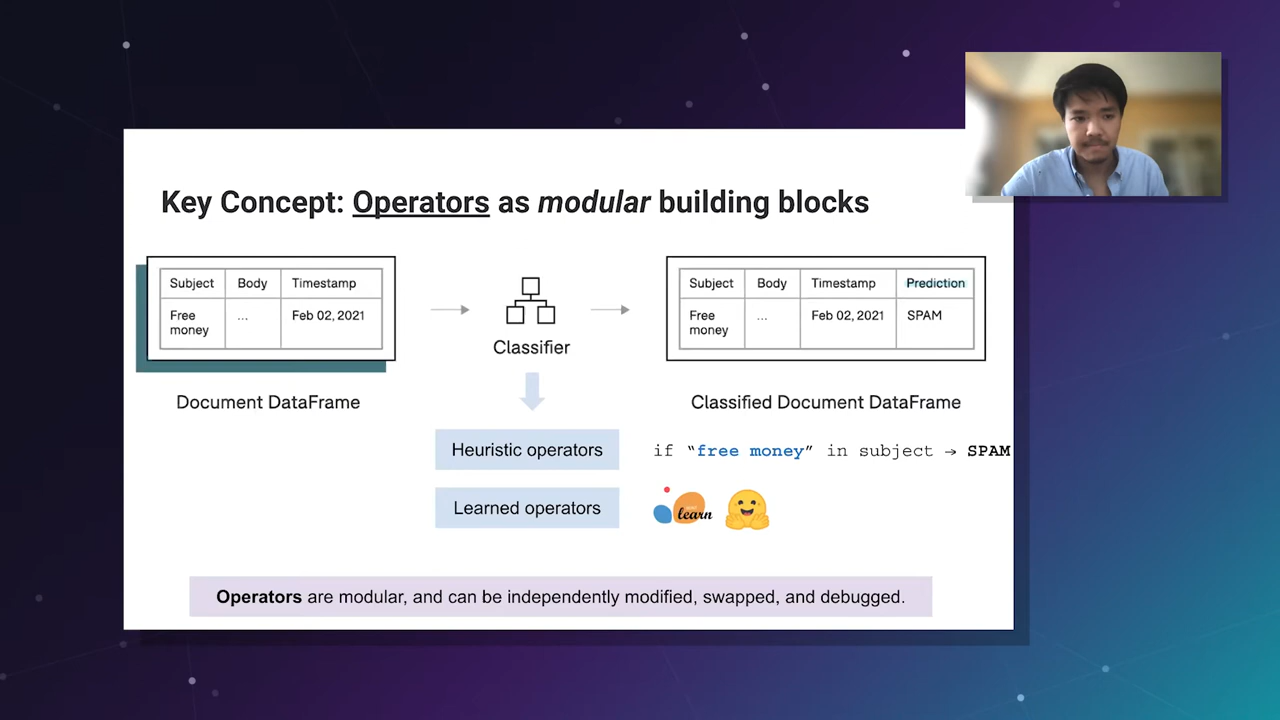 Key Concept: Operators as modular building blocks
Subject Body Timestamp
Free money ... Feb 02, 2021
Document DataFrame
Classifier
Subject Body Timestamp Prediction
Free money ... Feb 02, 2021 SPAM
Classified Document DataFrame
Heuristic operators
if “free money” in subject → SPAM
Learned operators
learn
Operators are modular, and can be independently modified, swapped, and debugged.